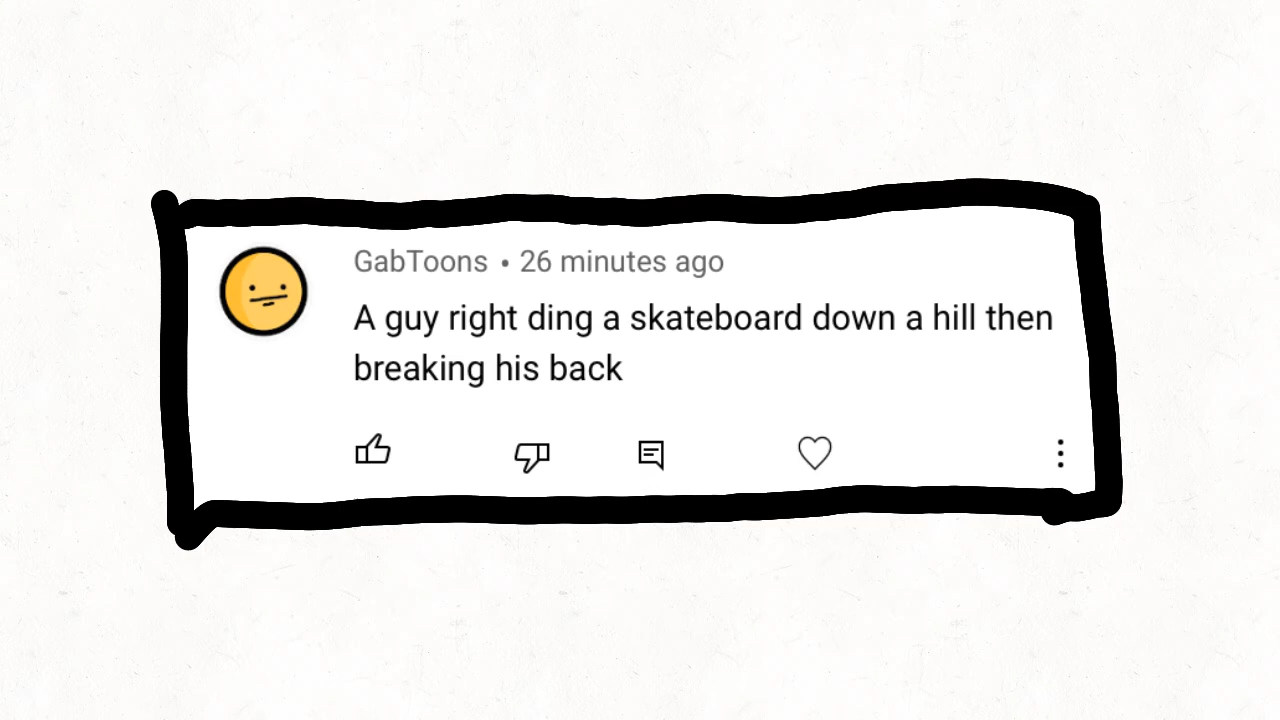 GabToons • 26 minutes ago
A guy right ding a skateboard down a hill then
breaking his back